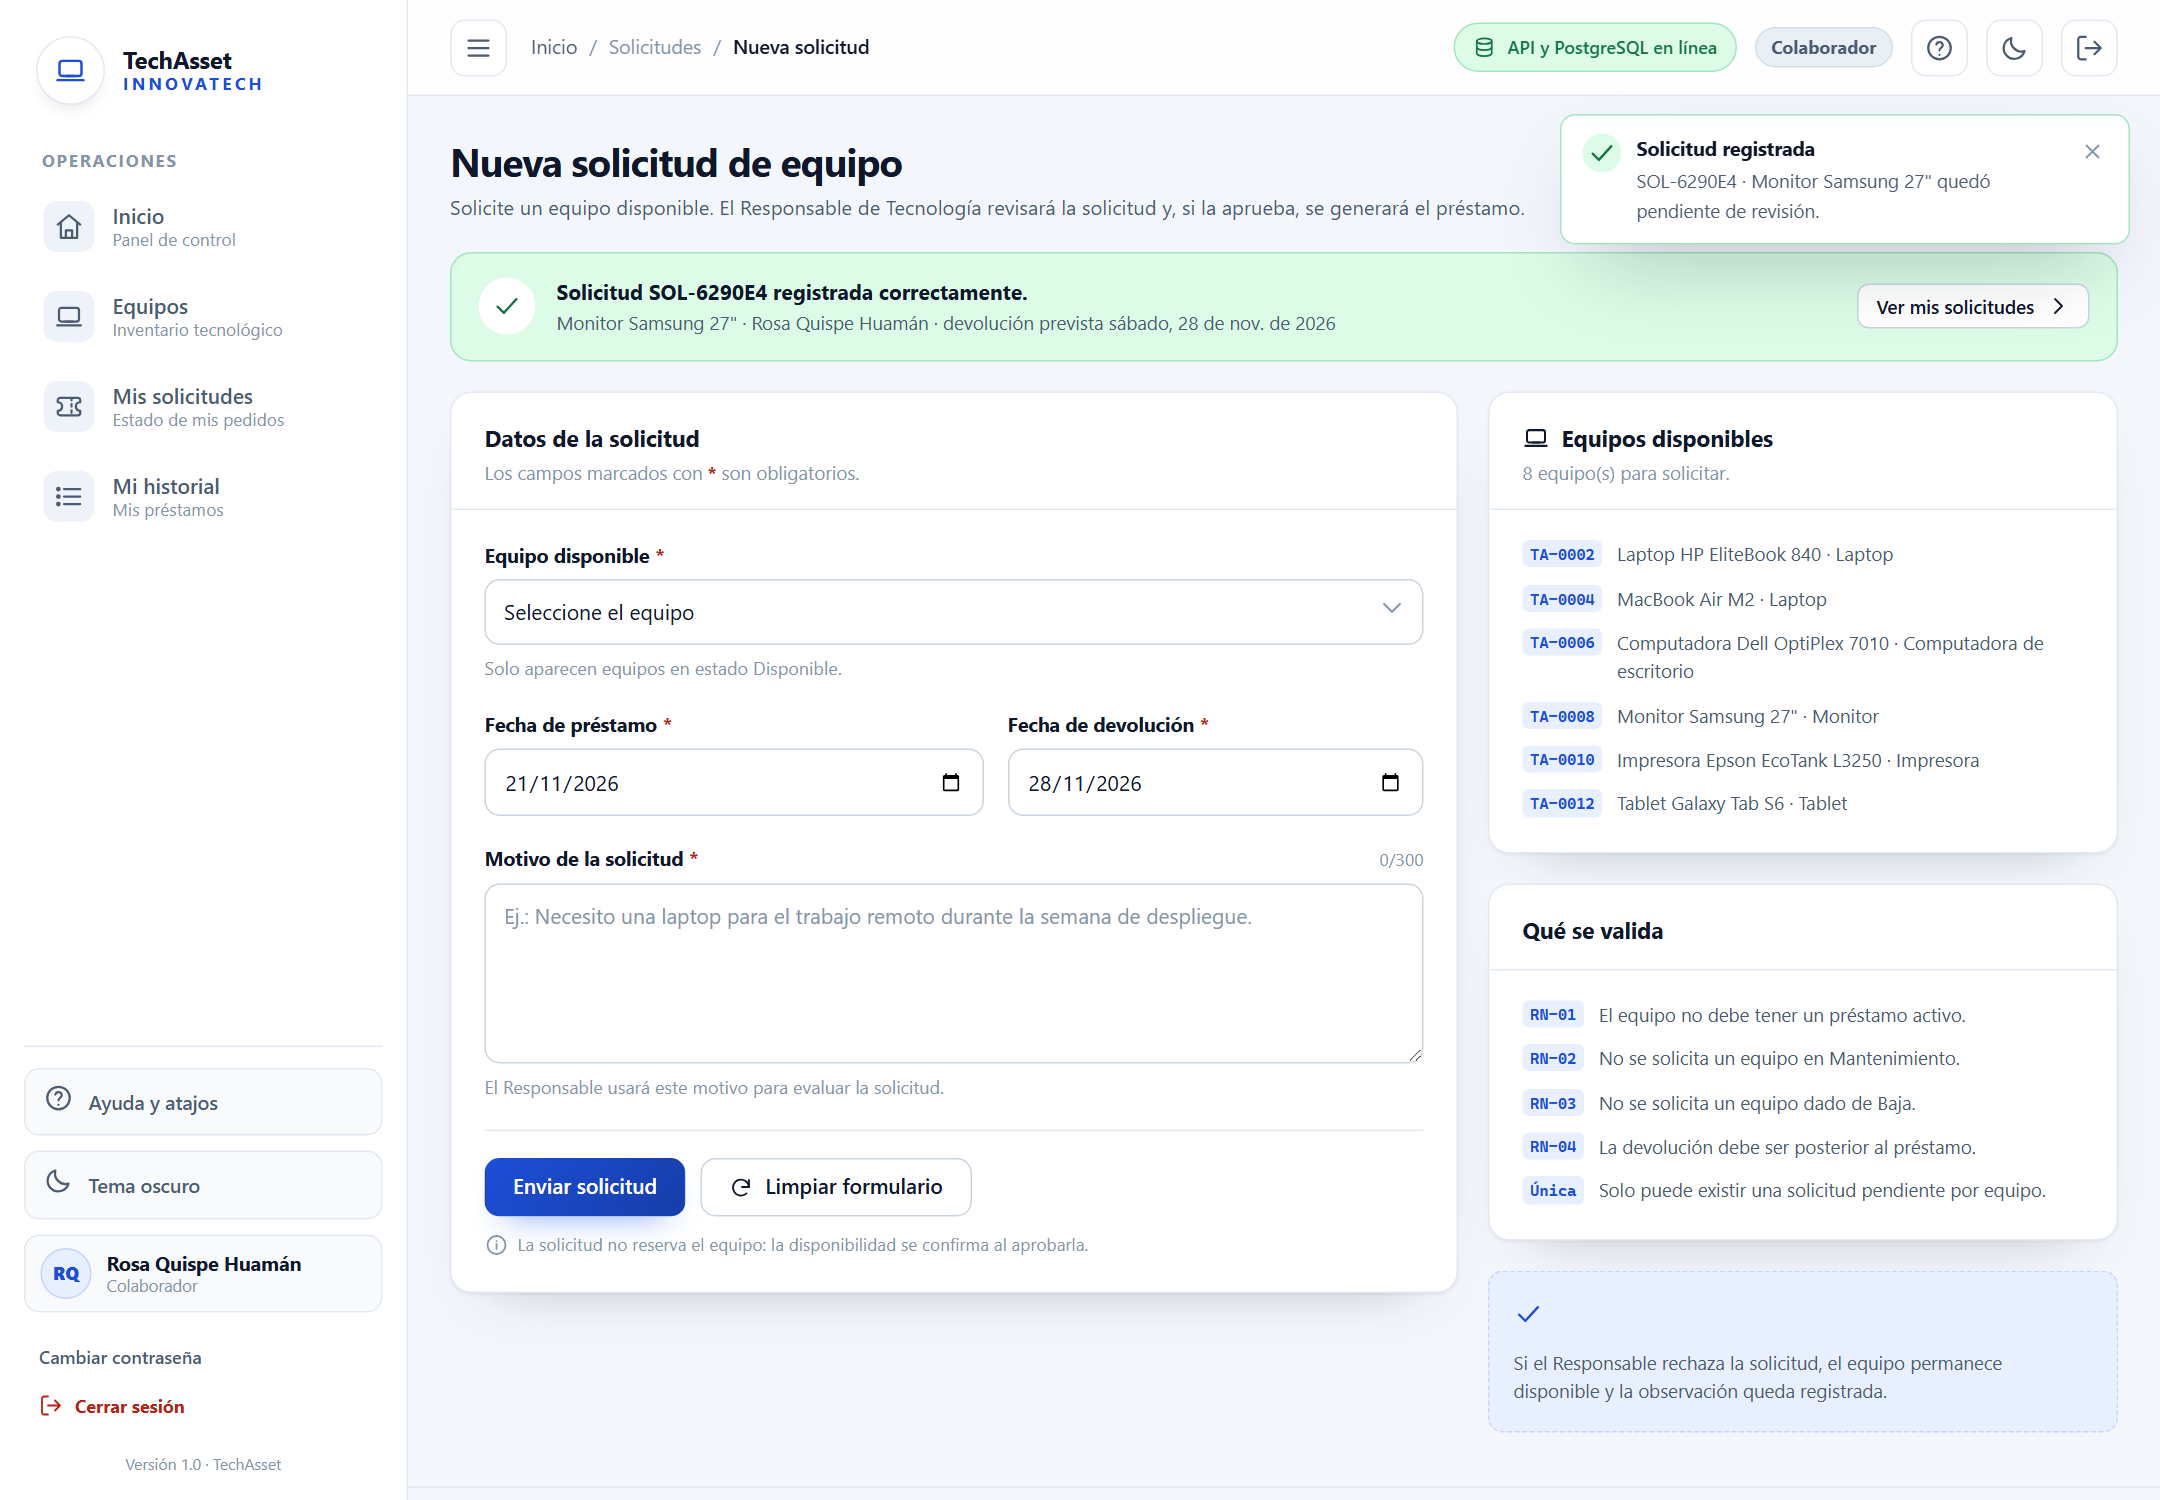 TechAsset
INNOVATECH
OPERACIONES
Inicio
Panel de control
Equipos
Inventario tecnológico
Mis solicitudes
Estado de mis pedidos
Mi historial
Mis préstamos
Ayuda y atajos
Tema oscuro
RQ
Rosa Quispe Huamán
Colaborador
Cambiar contraseña
Cerrar sesión
Versión 1.0 · TechAsset
Inicio / Solicitudes / Nueva solicitud
API y PostgreSQL en línea
Colaborador
Nueva solicitud de equipo
Solicite un equipo disponible. El Responsable de Tecnología revisará la solicitud y, si la aprueba, se generará el préstamo.
Solicitud registrada
SOL-6290E4 · Monitor Samsung 27" quedó
pendiente de revisión.
Solicitud SOL-6290E4 registrada correctamente.
Monitor Samsung 27" · Rosa Quispe Huamán · devolución prevista sábado, 28 de nov. de 2026
Ver mis solicitudes
Datos de la solicitud
Los campos marcados con * son obligatorios.
Equipo disponible *
Seleccione el equipo
Solo aparecen equipos en estado Disponible.
Fecha de préstamo *
21/11/2026
Fecha de devolución *
28/11/2026
Motivo de la solicitud *
0/300
Ej.: Necesito una laptop para el trabajo remoto durante la semana de despliegue.
El Responsable usará este motivo para evaluar la solicitud.
Enviar solicitud
Limpiar formulario
La solicitud no reserva el equipo: la disponibilidad se confirma al aprobarla.
Equipos disponibles
8 equipo(s) para solicitar.
TA-0002 Laptop HP EliteBook 840 · Laptop
TA-0004 MacBook Air M2 · Laptop
TA-0006 Computadora Dell OptiPlex 7010 · Computadora de
escritorio
TA-0008 Monitor Samsung 27" · Monitor
TA-0010 Impresora Epson EcoTank L3250 · Impresora
TA-0012 Tablet Galaxy Tab S6 · Tablet
Qué se valida
RN-01 El equipo no debe tener un préstamo activo.
RN-02 No se solicita un equipo en Mantenimiento.
RN-03 No se solicita un equipo dado de Baja.
RN-04 La devolución debe ser posterior al préstamo.
Única Solo puede existir una solicitud pendiente por equipo.
Si el Responsable rechaza la solicitud, el equipo permanece
disponible y la observación queda registrada.